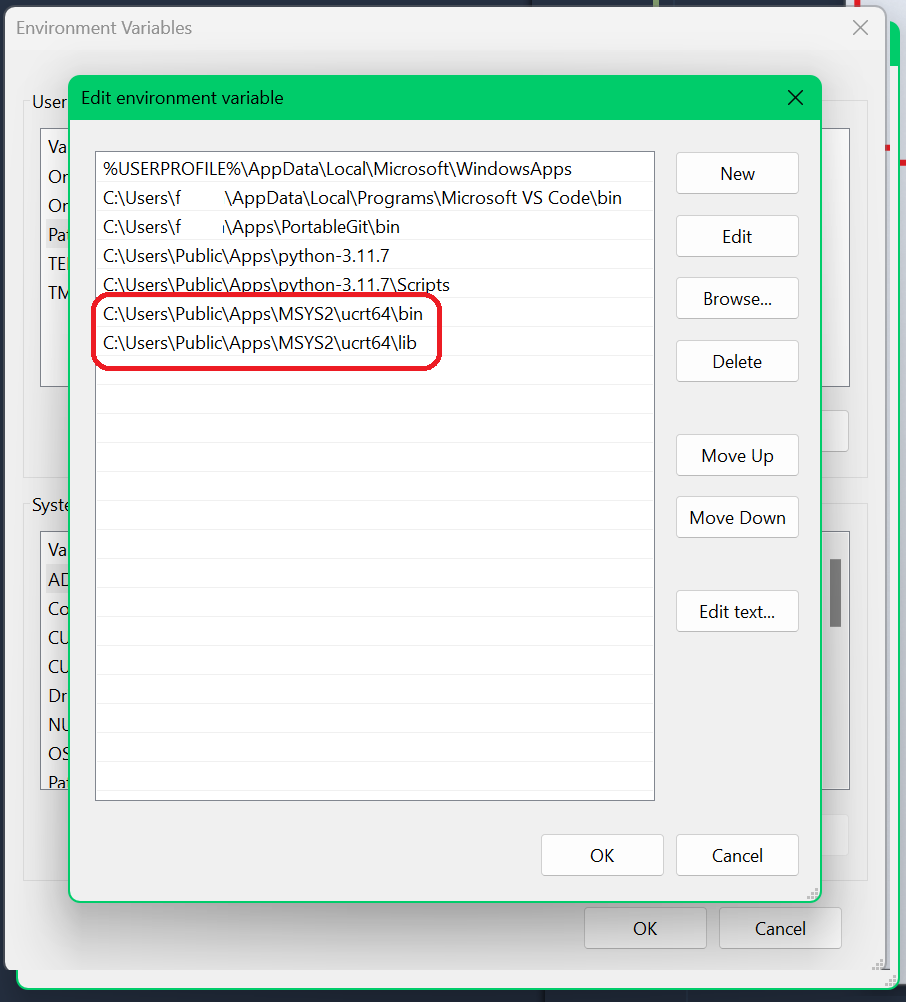 Environment Variables
Edit environment variable
User
%USERPROFILE%\AppData\Local\Microsoft\WindowsApps
C:\Users\f \AppData\Local\Programs\Microsoft VS Code\bin
C:\Users\f \Apps\PortableGit\bin
C:\Users\Public\Apps\python-3.11.7
C:\Users\Public\Apps\python-3.11.7\Scripts
C:\Users\Public\Apps\MSYS2\ucrt64\bin
C:\Users\Public\Apps\MSYS2\ucrt64\lib
New
Edit
Browse...
Delete
Move Up
Move Down
Edit text...
OK
Cancel
Va
On
On
Pat
TE
TM
Syste
Va
AD
Co
CU
CU
Dr
NU
OS
Pat
OK
Cancel